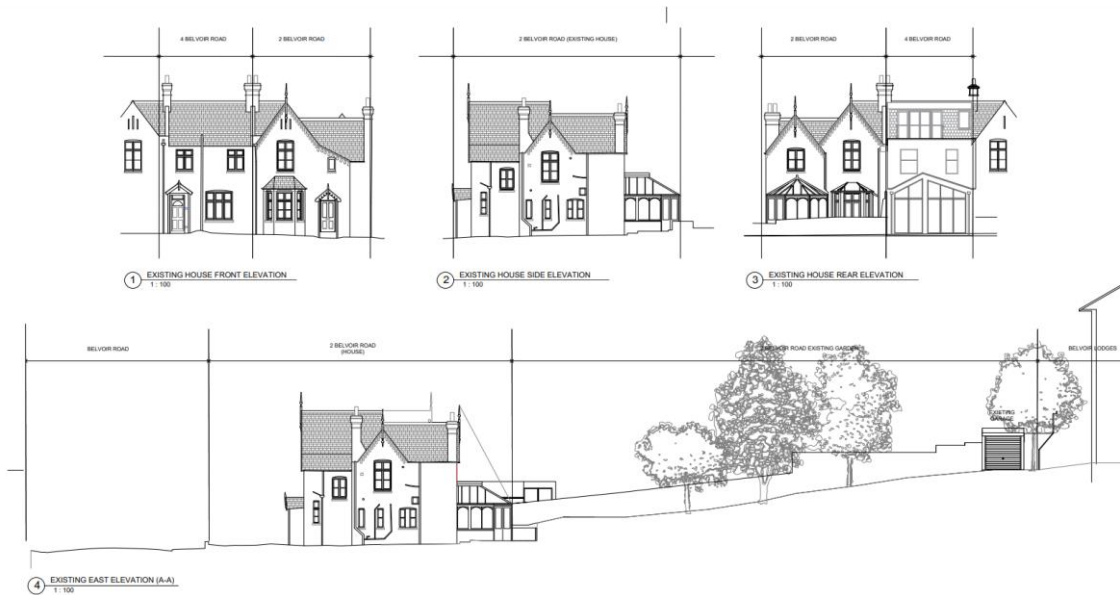 4 BELVOIR ROAD
2 BELVOIR ROAD
2 BELVOIR ROAD (EXISTING HOUSE)
2 BELVOIR ROAD
4 BELVOIR ROAD
1 EXISTING HOUSE FRONT ELEVATION
1 : 100
2 EXISTING HOUSE SIDE ELEVATION
1 : 100
3 EXISTING HOUSE REAR ELEVATION
1 : 100
BELVOIR ROAD
2 BELVOIR ROAD
(HOUSE)
BELVOIR ROAD EXISTING GARDEN
BELVOIR LODGES
EXISTING
GARAGE
4 EXISTING EAST ELEVATION (A-A)
1 : 100